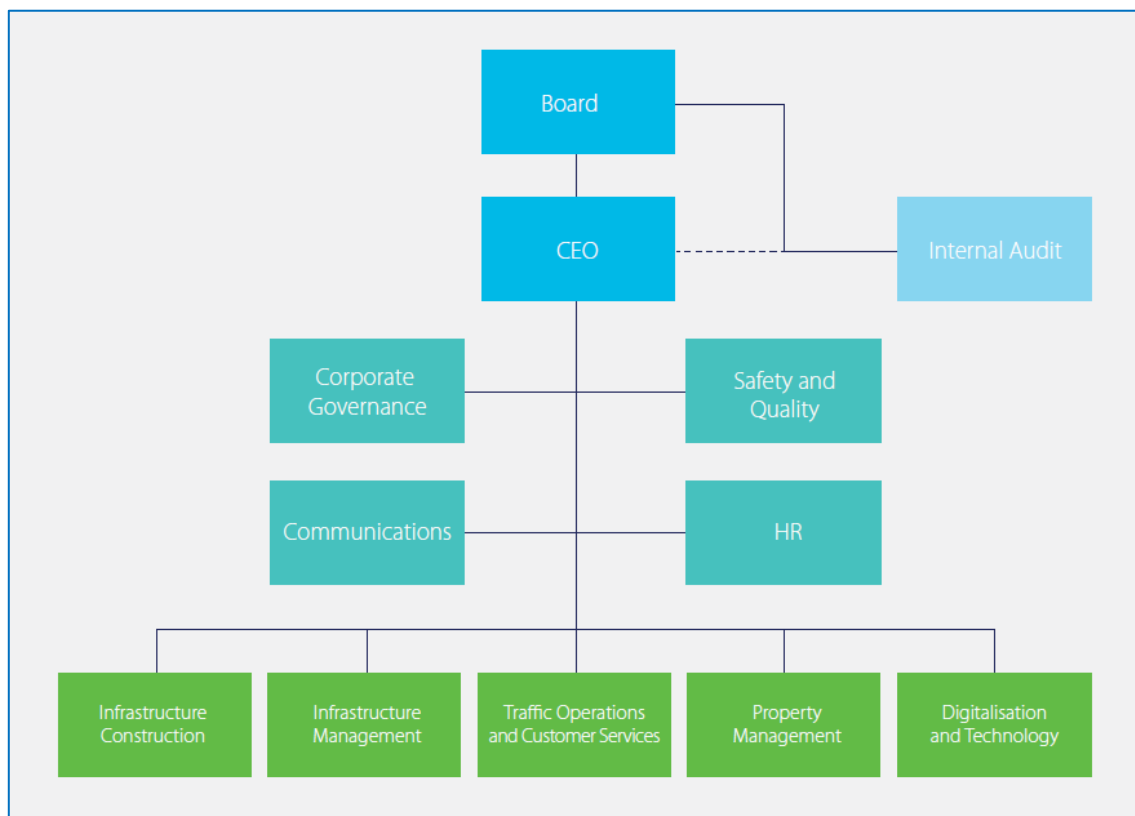 Board
CEO
Internal Audit
Corporate
Governance
Safety and
Quality
Communications
HR
Infrastructure
Construction
Infrastructure
Management
Traffic Operations
and Customer Services
Property
Management
Digitalisation
and Technology